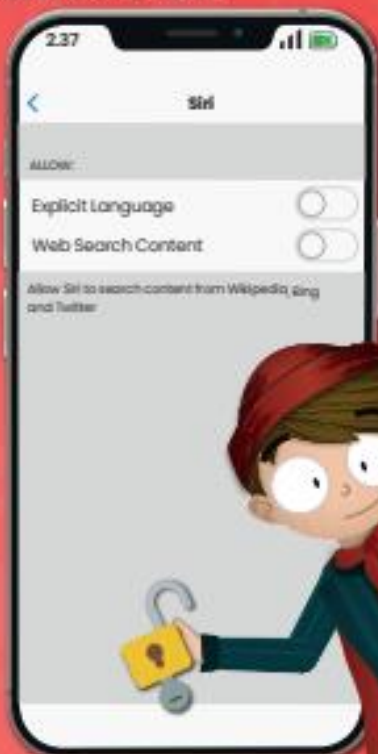 2.37
Siri
ALLOW:
Explicit Language
Web Search Content
Allow Siri to search content from Wikipedia, Bing
and Twitter